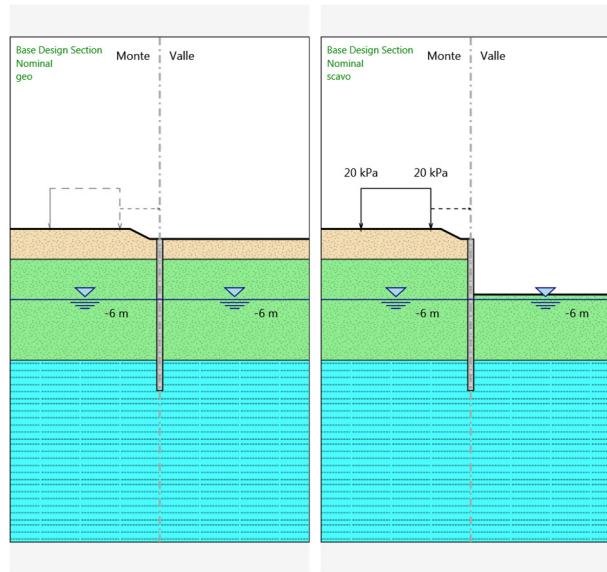 Base Design Section
Nominal
geo
Monte
Valle
-6 m
-6 m
Base Design Section
Nominal
scavo
Monte
Valle
20 kPa
20 kPa
-6 m
-6 m